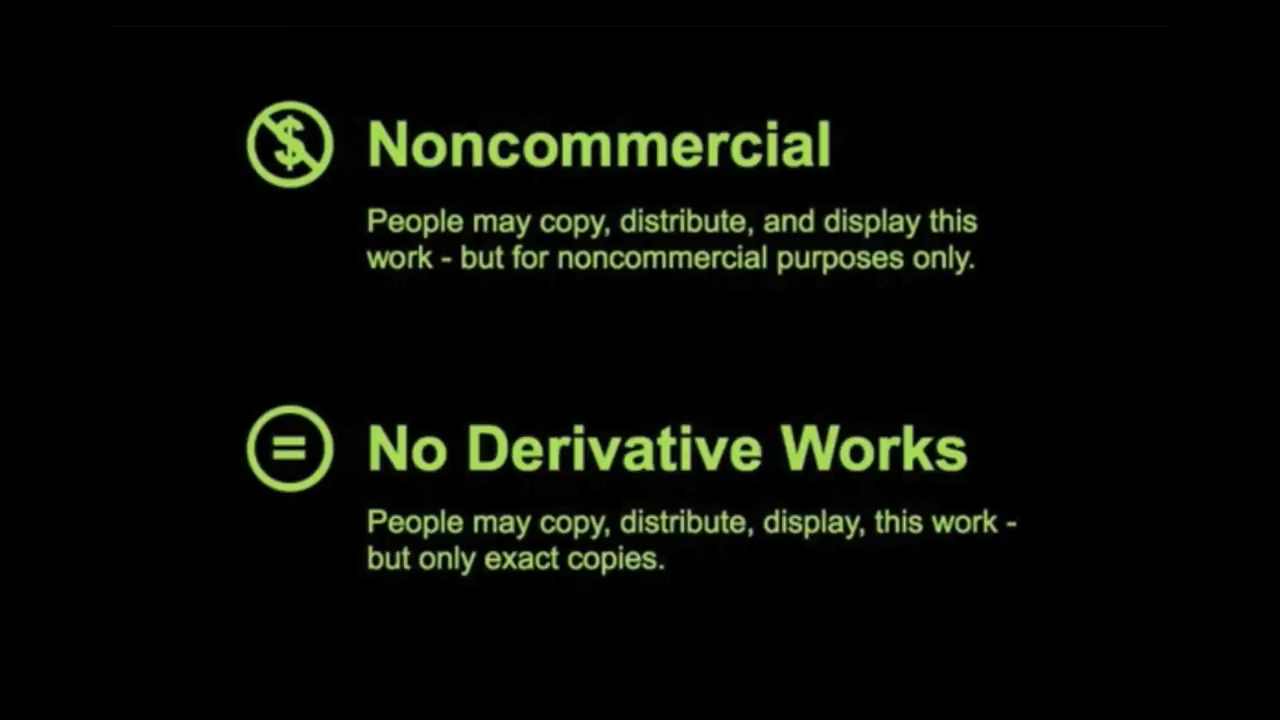 Noncommercial
People may copy, distribute, and display this
work - but for noncommercial purposes only.
No Derivative Works
People may copy, distribute, display, this work -
but only exact copies.